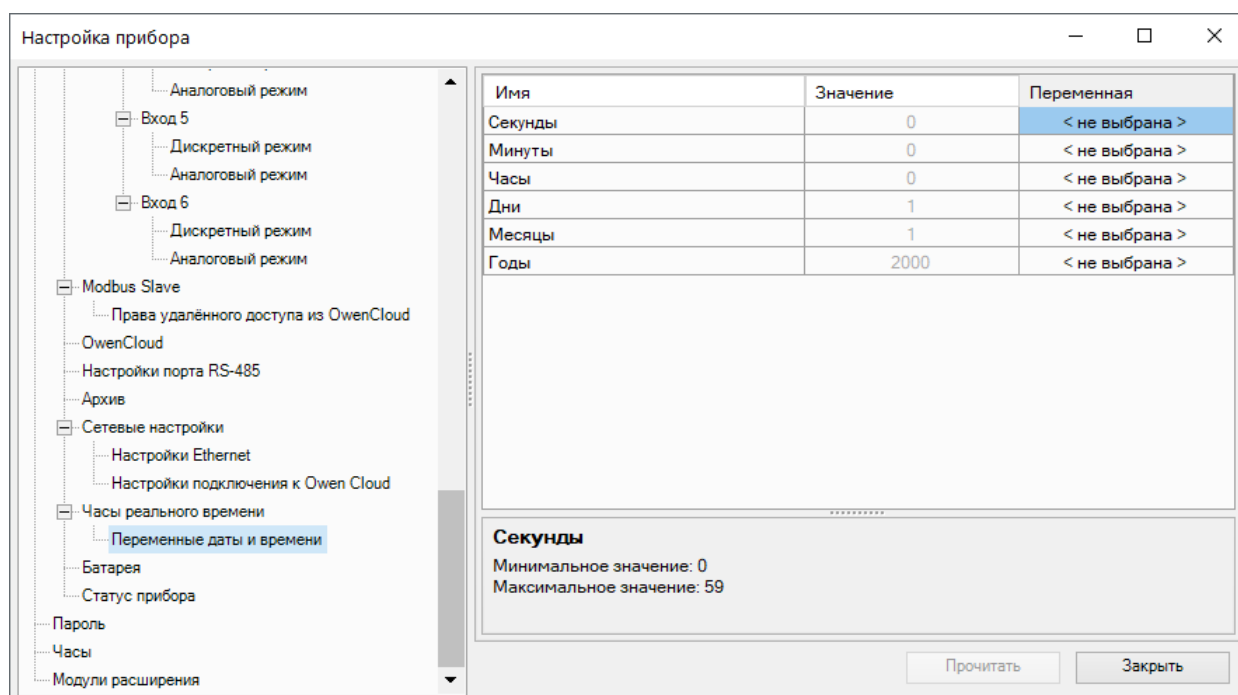 Настройка прибора
Аналоговый режим
Вход 5
Дискретный режим
Аналоговый режим
Вход 6
Дискретный режим
Аналоговый режим
Modbus Slave
Права удалённого доступа из OwenCloud
OwenCloud
Настройки порта RS-485
Архив
Сетевые настройки
Настройки Ethernet
Настройки подключения к Owen Cloud
Часы реального времени
Переменные даты и времени
Батарея
Статус прибора
Пароль
Часы
Модули расширения
Имя Значение Переменная
Секунды 0 < не выбрана >
Минуты 0 < не выбрана >
Часы 0 < не выбрана >
Дни 1 < не выбрана >
Месяцы 1 < не выбрана >
Годы 2000 < не выбрана >
Секунды
Минимальное значение: 0
Максимальное значение: 59
Прочитать Закрыть